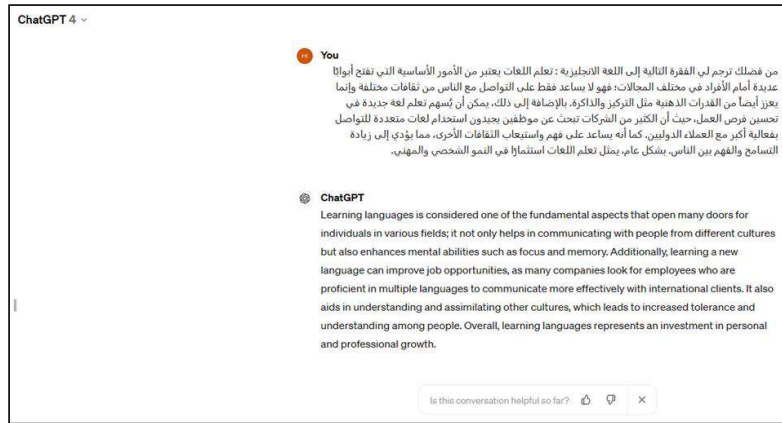 ChatGPT 4
You
من فضلك ترجم لي الفقرة التالية إلى اللغة الانجليزية : تعلم اللغات يعتبر من الأمور الأساسية التي تفتح أبوابًا
عديدة أمام الأفراد في مختلف المجالات؛ فهو لا يساعد فقط على التواصل مع الناس من ثقافات مختلفة وإنما
يعزز أيضاً من القدرات الذهنية مثل التركيز والذاكرة. بالإضافة إلى ذلك، يمكن أن يُسهم تعلم لغة جديدة في
تحسين فرص العمل، حيث أن الكثير من الشركات تبحث عن موظفين يجيدون استخدام لغات متعددة للتواصل
بفعالية أكبر مع العملاء الدوليين. كما أنه يساعد على فهم واستيعاب الثقافات الأخرى، مما يؤدي إلى زيادة
التسامح والفهم بين الناس. بشكل عام، يمثل تعلم اللغات استثمارًا في النمو الشخصي والمهني.
ChatGPT
Learning languages is considered one of the fundamental aspects that open many doors for
individuals in various fields; it not only helps in communicating with people from different cultures
but also enhances mental abilities such as focus and memory. Additionally, learning a new
language can improve job opportunities, as many companies look for employees who are
proficient in multiple languages to communicate more effectively with international clients. It also
aids in understanding and assimilating other cultures, which leads to increased tolerance and
understanding among people. Overall, learning languages represents an investment in personal
and professional growth.
Is this conversation helpful so far?